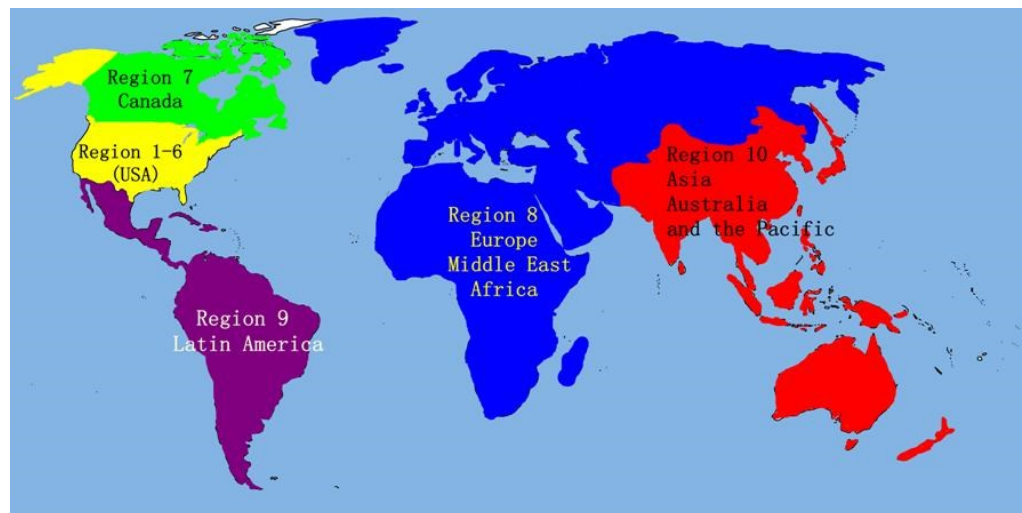 Region 7
Canada
Region 1-6
(USA)
Region 10
Asia
Australia
and the Pacific
Region 8
Europe
Middle East
Africa
Region 9
Latin America